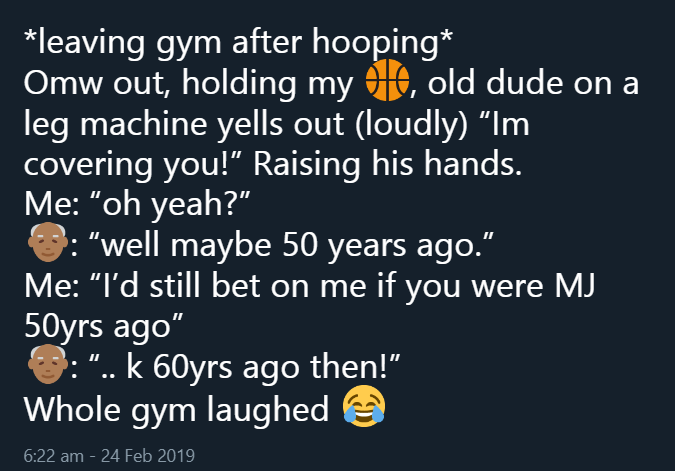 *leaving gym after hooping*
Omw out, holding my 🏀, old dude on a
leg machine yells out (loudly) “Im
covering you!” Raising his hands.
Me: “oh yeah?”
👴🏾: “well maybe 50 years ago.”
Me: “I’d still bet on me if you were MJ
50yrs ago”
👴🏾: “.. k 60yrs ago then!”
Whole gym laughed 😂
6:22 am - 24 Feb 2019